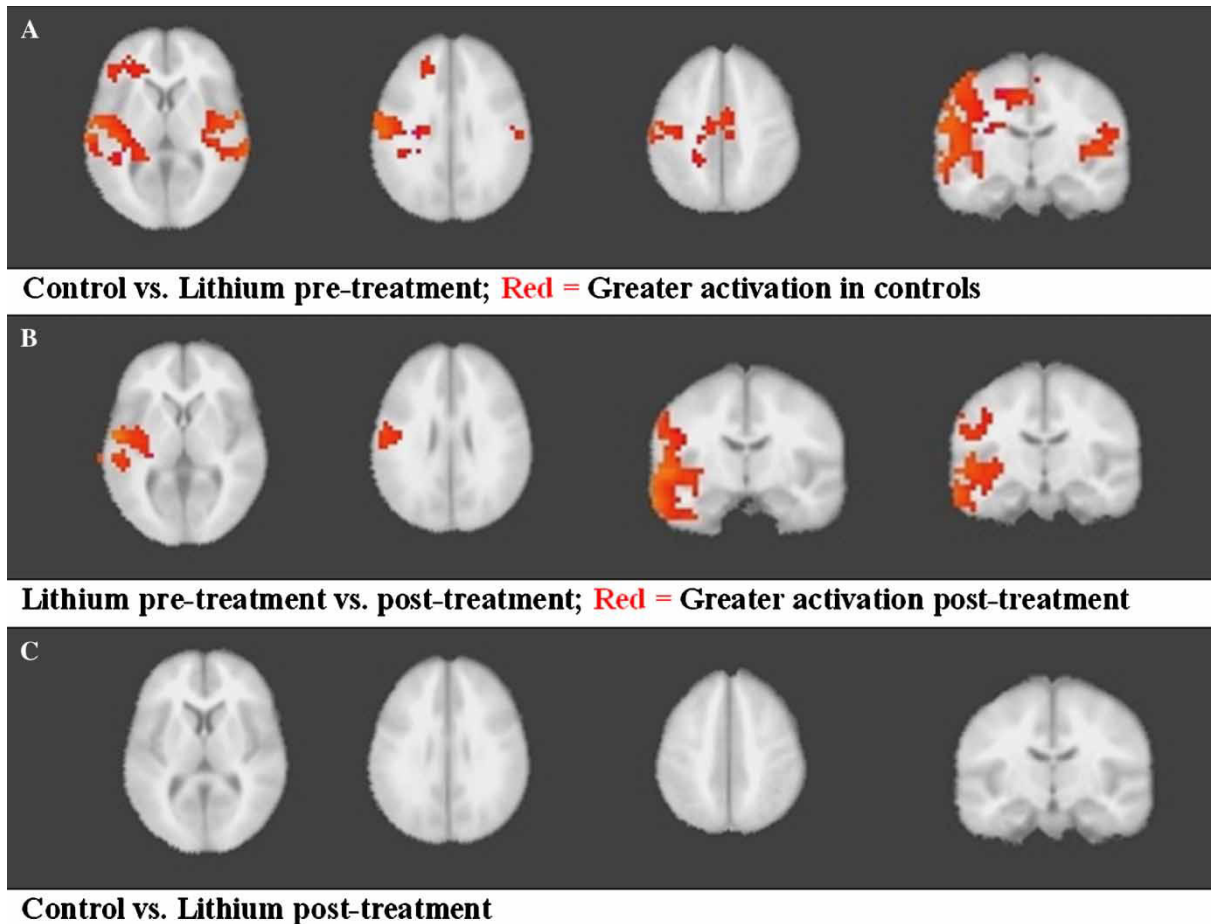 A
Control vs. Lithium pre-treatment; Red = Greater activation in controls
B
Lithium pre-treatment vs. post-treatment; Red = Greater activation post-treatment
C
Control vs. Lithium post-treatment